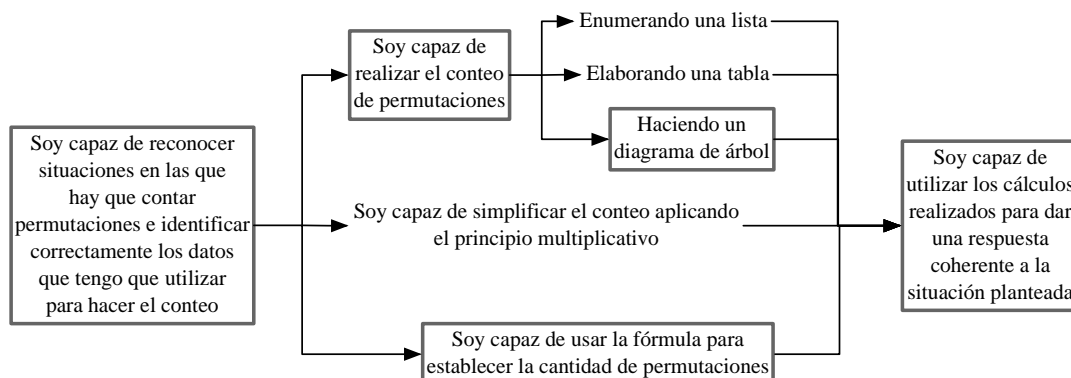 Soy capaz de reconocer
situaciones en las que
hay que contar
permutaciones e identificar
correctamente los datos
que tengo que utilizar
para hacer el conteo
Soy capaz de
realizar el conteo
de permutaciones
Enumerando una lista
Elaborando una tabla
Haciendo un
diagrama de árbol
Soy capaz de simplificar el conteo aplicando
el principio multiplicativo
Soy capaz de usar la fórmula para
establecer la cantidad de permutaciones
Soy capaz de
utilizar los cálculos
realizados para dar
una respuesta
coherente a la
situación planteada